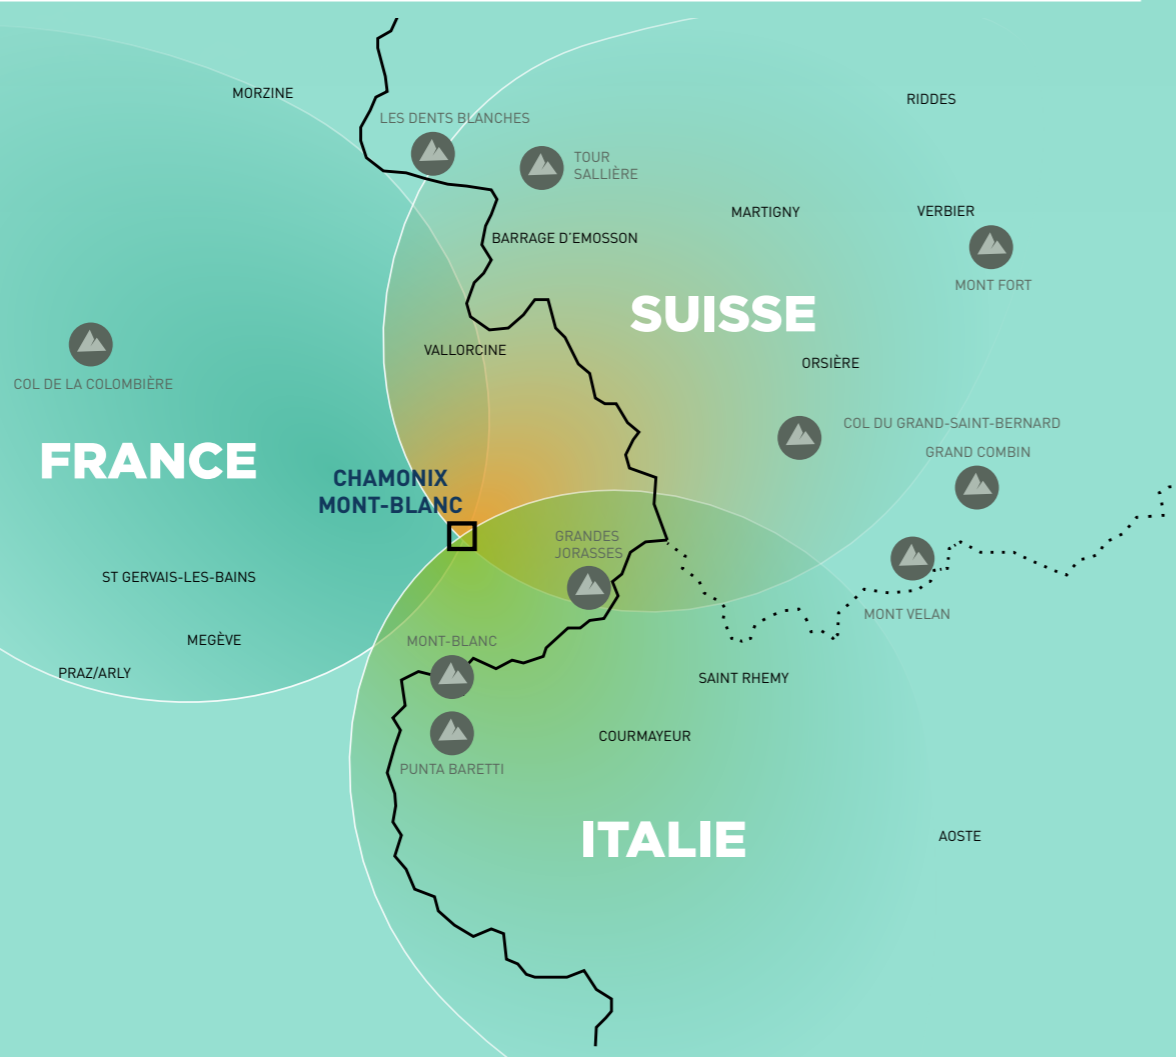 MORZINE
RIDDES
LES DENTS BLANCHES
TOUR
SALLIÈRE
MARTIGNY
VERBIER
BARRAGE D'EMOSSON
MONT FORT
SUISSE
VALLORCINE
ORSIÈRE
COL DE LA COLOMBIÈRE
COL DU GRAND-SAINT-BERNARD
GRAND COMBIN
FRANCE
CHAMONIX
MONT-BLANC
GRANDES
JORASSES
ST GERVAIS-LES-BAINS
MONT VELAN
MEGÈVE
MONT-BLANC
PRAZ/ARLY
SAINT RHEMY
COURMAYEUR
PUNTA BARETTI
ITALIE
AOSTE